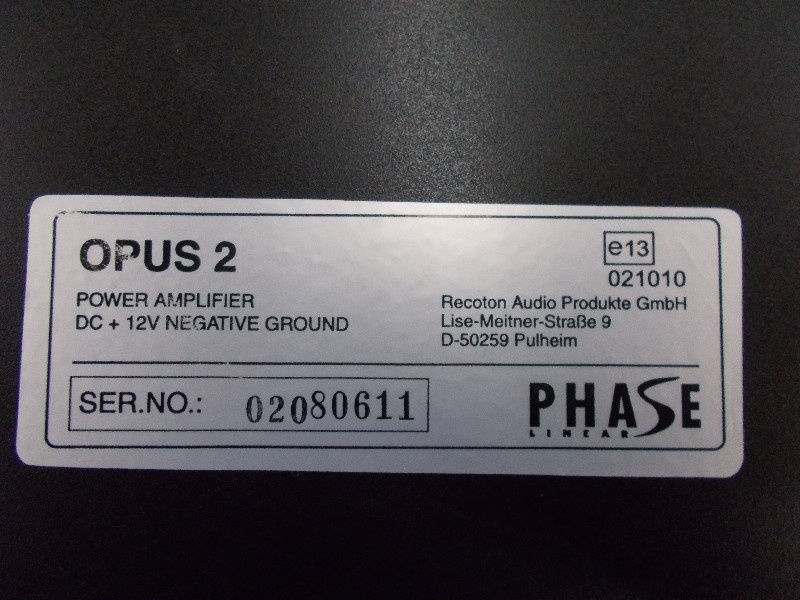 OPUS 2
POWER AMPLIFIER
DC + 12V NEGATIVE GROUND
e13
021010
Recoton Audio Produkte GmbH
Lise-Meitner-Straße 9
D-50259 Pulheim
SER.NO.: 02080611
PHASE
LINEAR